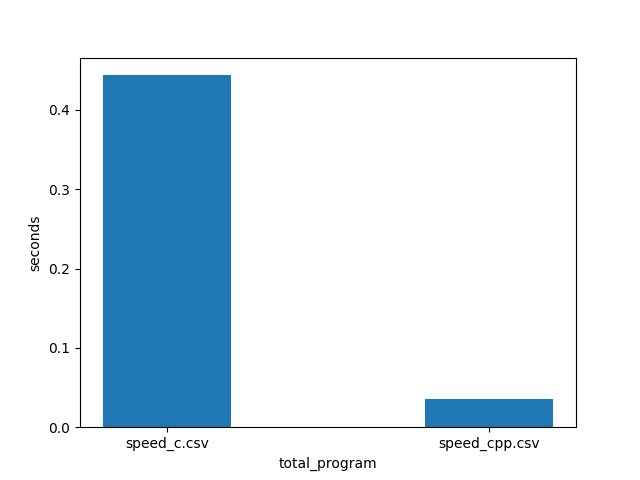 0.4
0.3
0.2
0.1
0.0
seconds
speed_c.csv
speed_cpp.csv
total_program